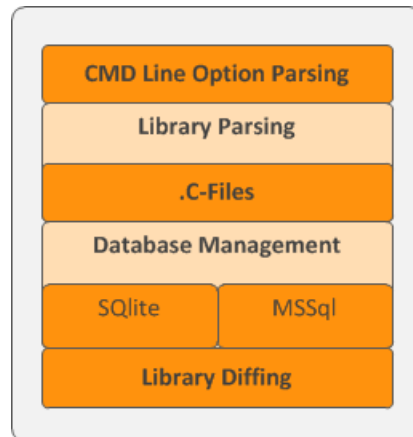 CMD Line Option Parsing
Library Parsing
.C-Files
Database Management
SQlite MSSql
Library Diffing